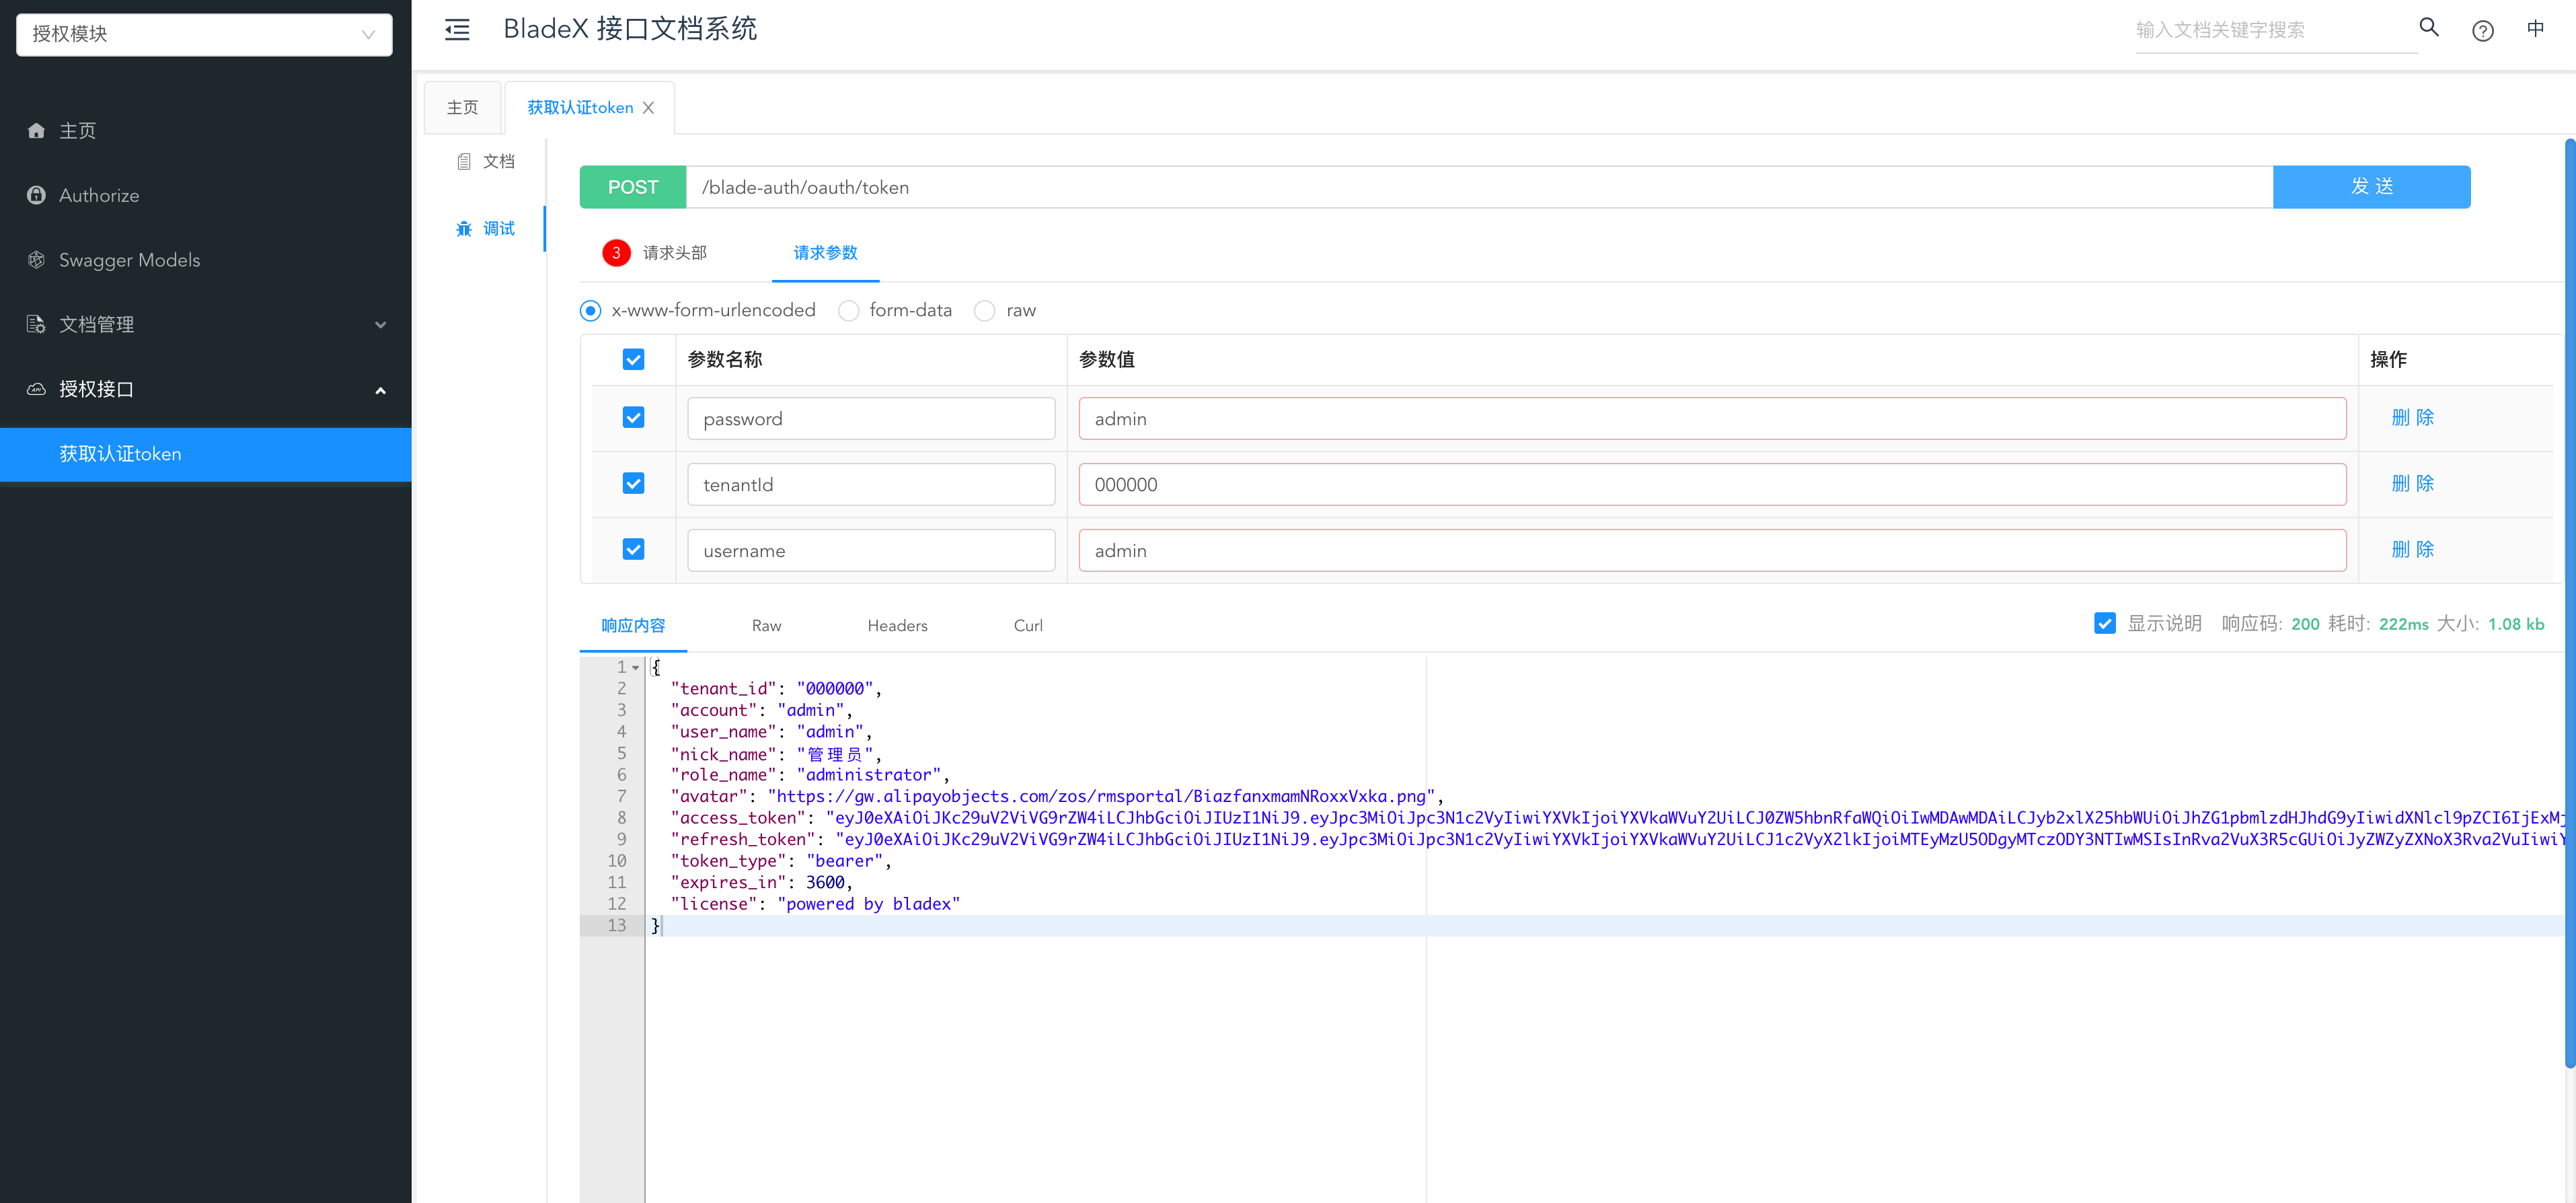 授权模块
BladeX 接口文档系统
输入文档关键字搜索
中
主页
获取认证token
主页
Authorize
Swagger Models
文档管理
授权接口
获取认证token
文档
调试
POST
/blade-auth/oauth/token
发 送
3 请求头部
请求参数
x-www-form-urlencoded
form-data
raw
参数名称
参数值
操作
password
admin
删 除
tenantId
000000
删 除
username
admin
删 除
响应内容
Raw
Headers
Curl
显示说明 响应码: 200 耗时: 222ms 大小: 1.08 kb
1 {
2 "tenant_id": "000000",
3 "account": "admin",
4 "user_name": "admin",
5 "nick_name": "管理员",
6 "role_name": "administrator",
7 "avatar": "https://gw.alipayobjects.com/zos/rmsportal/BiazfanxmamNRoxxVxka.png",
8 "access_token": "eyJ0eXAiOiJKc29uV2ViVG9rZW4iLCJhbGciOiJIUzI1NiJ9.eyJpc3MiOiJpc3N1c2VyIiwiYXVkIjoiYXVkaWVuY2UiLCJ0ZW5hbnRfaWQiOiIwMDAwMDAiLCJyb2xlX25hbWUiOiJhZG1pbmlzdHJhdG9yIiwidXNlcl9pZCI6IjExMj
9 "refresh_token": "eyJ0eXAiOiJKc29uV2ViVG9rZW4iLCJhbGciOiJIUzI1NiJ9.eyJpc3MiOiJpc3N1c2VyIiwiYXVkIjoiYXVkaWVuY2UiLCJ1c2VyX2lkIjoiMTEyMzU5ODgyMTczODY3NTIwMSIsInRva2VuX3R5cGUiOiJyZWZyZXNoX3Rva2VuIiwiY
10 "token_type": "bearer",
11 "expires_in": 3600,
12 "license": "powered by bladex"
13 }